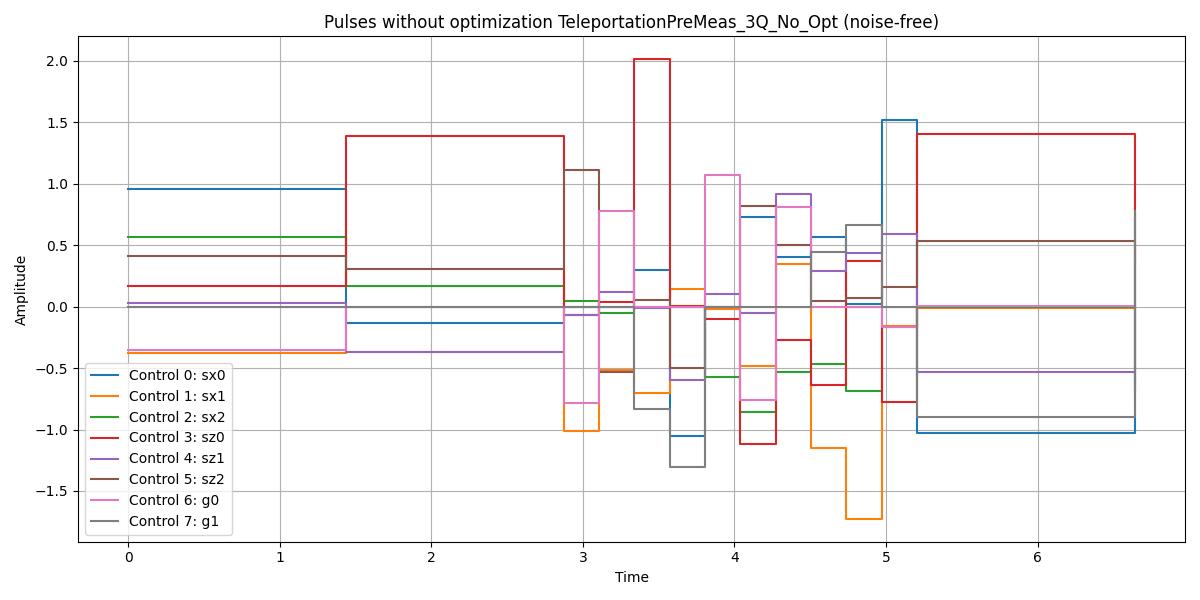 Pulses without optimization TeleportationPreMeas_3Q_No_Opt (noise-free)
2.0
1.5
1.0
0.5
0.0
−0.5
−1.0
−1.5
Amplitude
Control 0: sx0
Control 1: sx1
Control 2: sx2
Control 3: sz0
Control 4: sz1
Control 5: sz2
Control 6: g0
Control 7: g1
0 1 2 3 4 5 6
Time